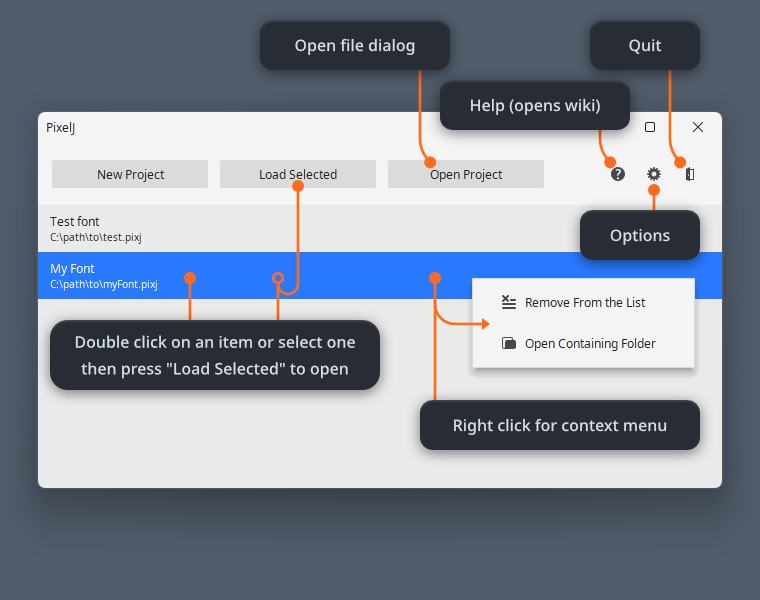 Open file dialog
Quit
Help (opens wiki)
PixelJ
New Project
Load Selected
Open Project
Test font
C:\path\to\test.pixj
Options
My Font
C:\path\to\myFont.pixj
Remove From the List
Open Containing Folder
Double click on an item or select one
then press "Load Selected" to open
Right click for context menu